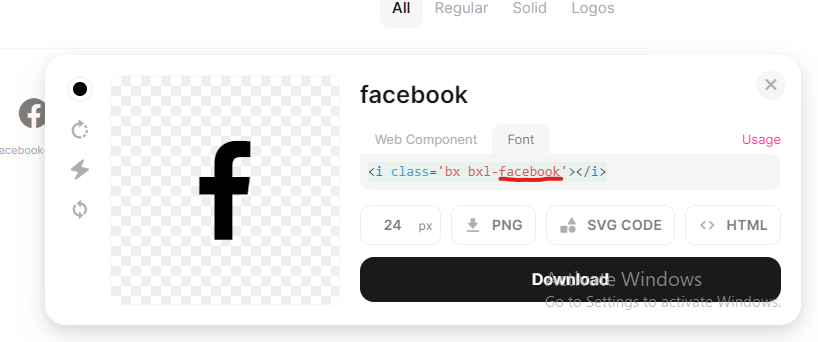 All Regular Solid Logos
facebook
acebook-
Web Component Font Usage
<i class='bx bxl-facebook'></i>
24 px PNG SVG CODE HTML
Download
Activate Windows
Go to Settings to activate Windows.